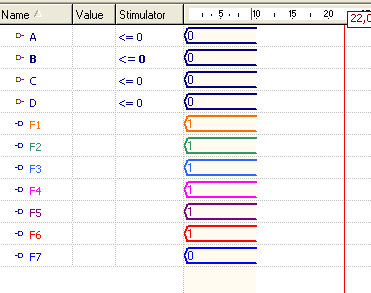 Name Value Stimulator 5 10 15 20
22,0
A <= 0 0
B <= 0 0
C <= 0 0
D <= 0 0
F1 1
F2 1
F3 1
F4 1
F5 1
F6 1
F7 0